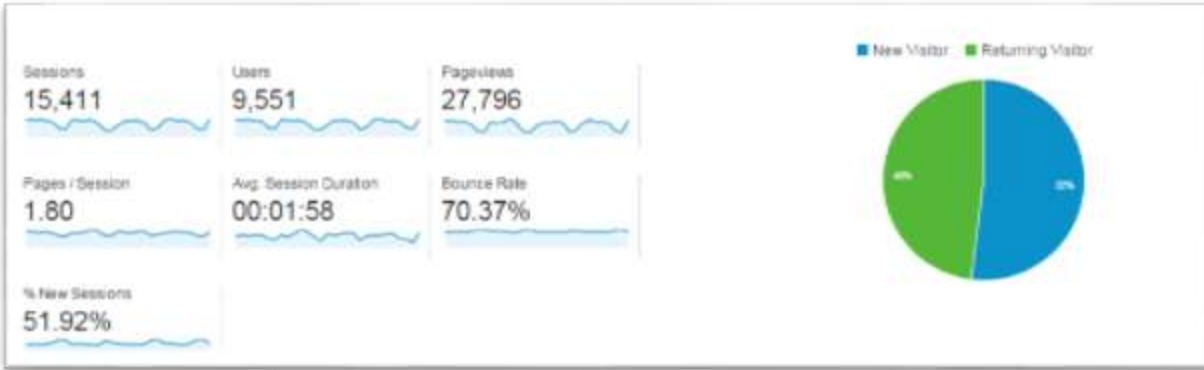 New Visitor Returning Visitor
Sessions
15,411
Users
9,551
Pageviews
27,796
Pages / Session
1.80
Avg. Session Duration
00:01:58
Bounce Rate
70.37%
% New Sessions
51.92%